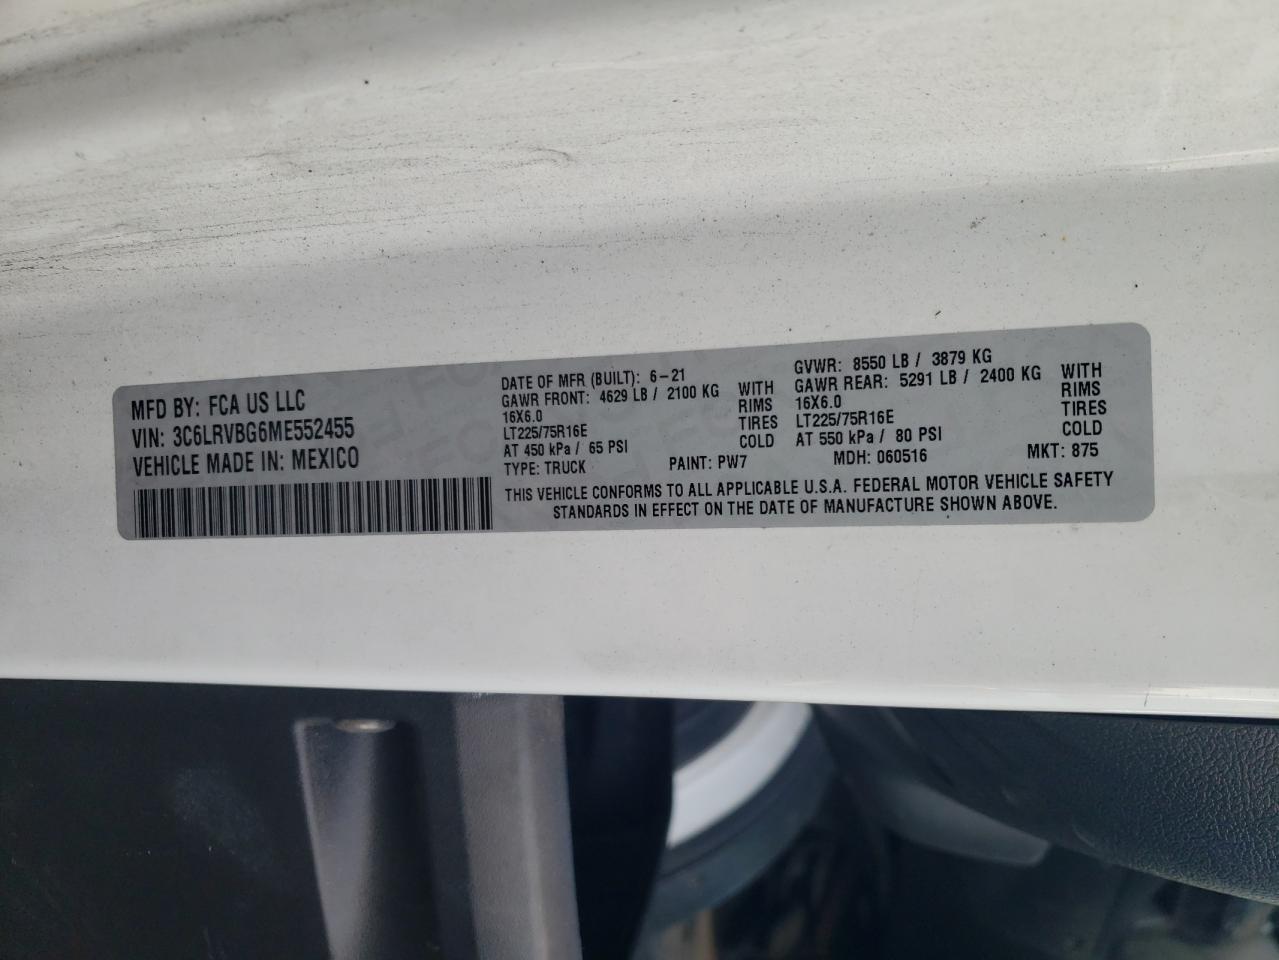 MFD BY: FCA US LLC
VIN: 3C6LRVBG6ME552455
VEHICLE MADE IN: MEXICO
DATE OF MFR (BUILT): 6-21
GAWR FRONT: 4629 LB / 2100 KG WITH
16X6.0 RIMS
LT225/75R16E TIRES
AT 450 kPa / 65 PSI COLD
TYPE: TRUCK PAINT: PW7
GVWR: 8550 LB / 3879 KG
GAWR REAR: 5291 LB / 2400 KG WITH
16X6.0 RIMS
LT225/75R16E TIRES
AT 550 kPa / 80 PSI COLD
MDH: 060516 MKT: 875
THIS VEHICLE CONFORMS TO ALL APPLICABLE U.S.A. FEDERAL MOTOR VEHICLE SAFETY
STANDARDS IN EFFECT ON THE DATE OF MANUFACTURE SHOWN ABOVE.